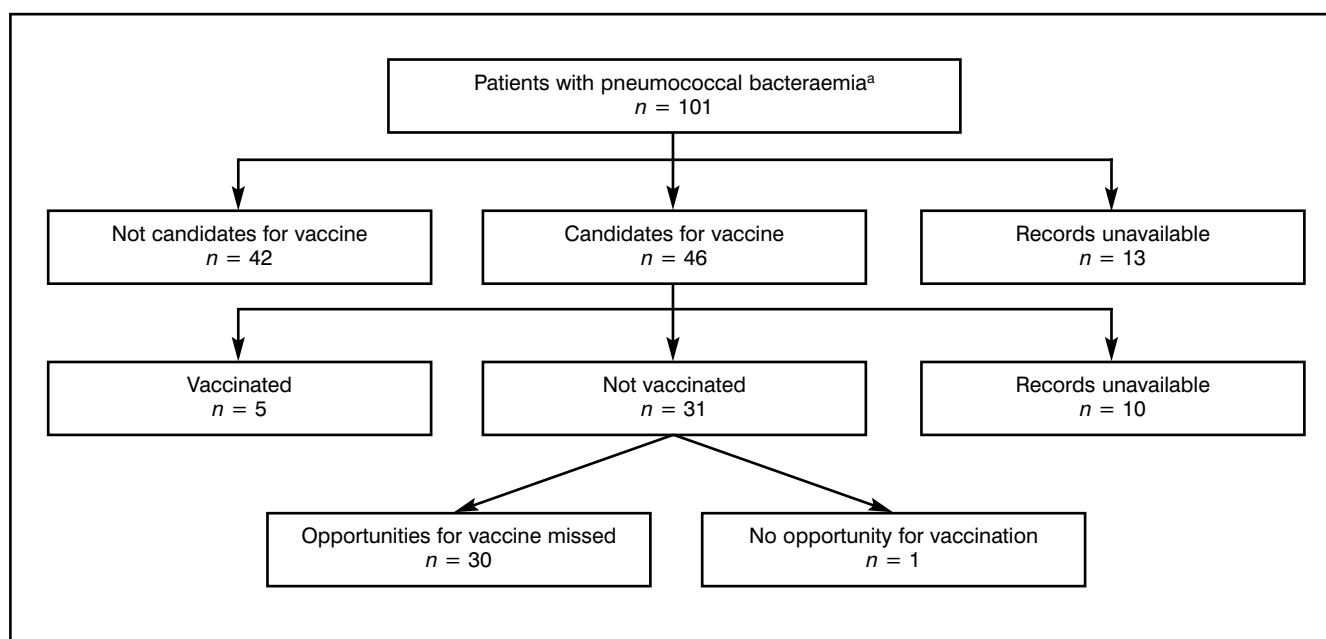 Patients with pneumococcal bacteraemiaᵃ
n = 101
Not candidates for vaccine
n = 42
Candidates for vaccine
n = 46
Records unavailable
n = 13
Vaccinated
n = 5
Not vaccinated
n = 31
Records unavailable
n = 10
Opportunities for vaccine missed
n = 30
No opportunity for vaccination
n = 1